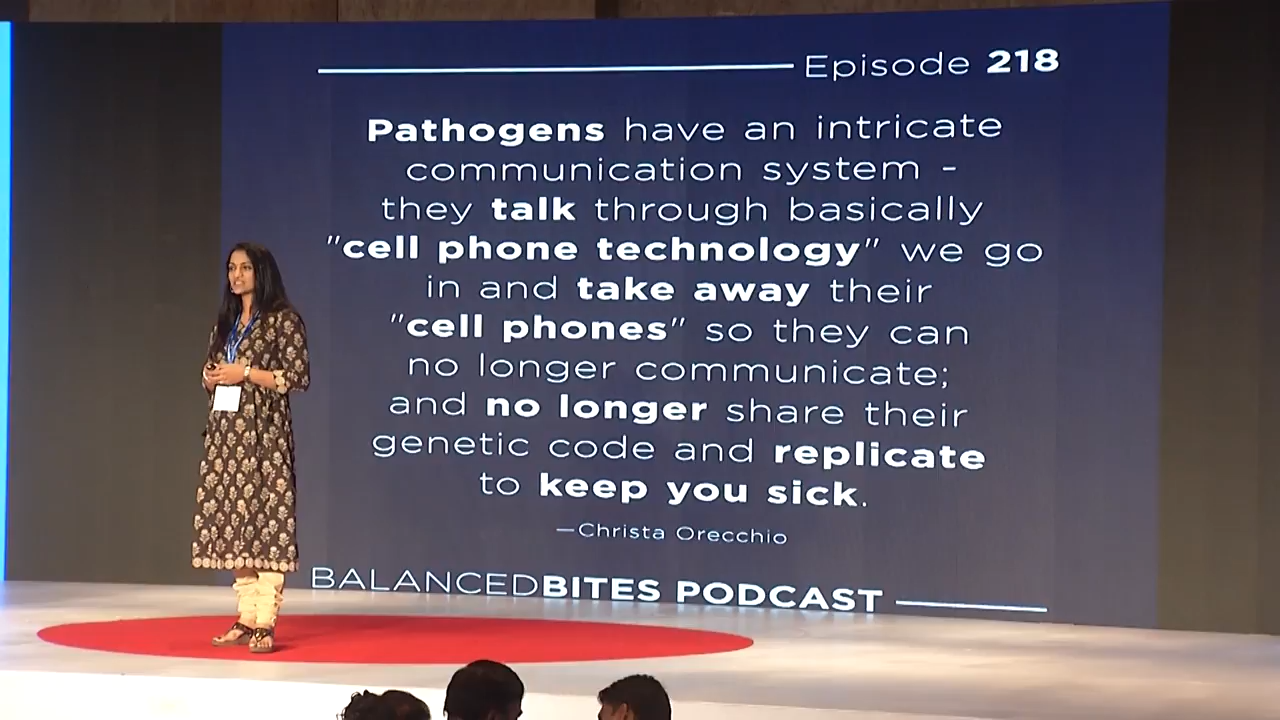 Episode 218
Pathogens have an intricate
communication system -
they talk through basically
"cell phone technology" we go
in and take away their
"cell phones" so they can
no longer communicate;
and no longer share their
genetic code and replicate
to keep you sick.
—Christa Orecchio
BALANCEDBITES PODCAST